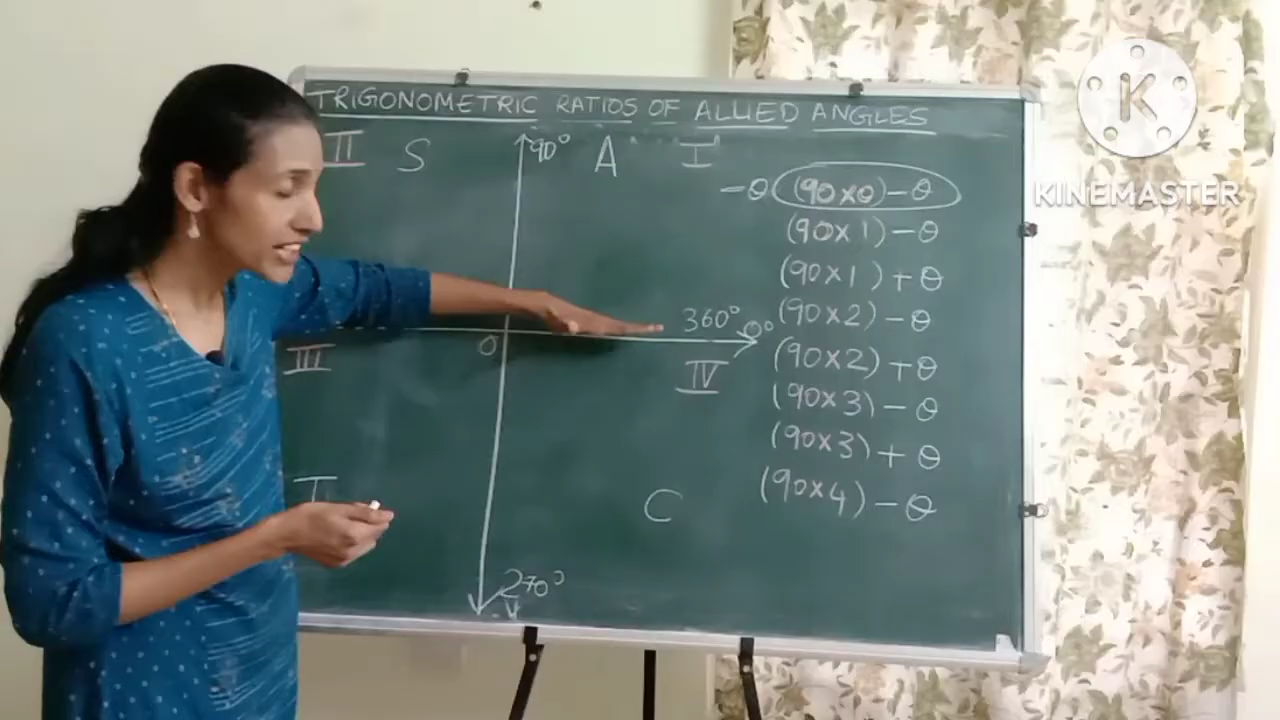 TRIGONOMETRIC RATIOS OF ALLIED ANGLES
II S 90° A I
-θ (90×0)-θ
(90×1)-θ
(90×1)+θ
(90×2)-θ
360° 0°
0
(90×2)+θ
III IV
(90×3)-θ
(90×3)+θ
(90×4)-θ
T
C
270°
K
KINEMASTER